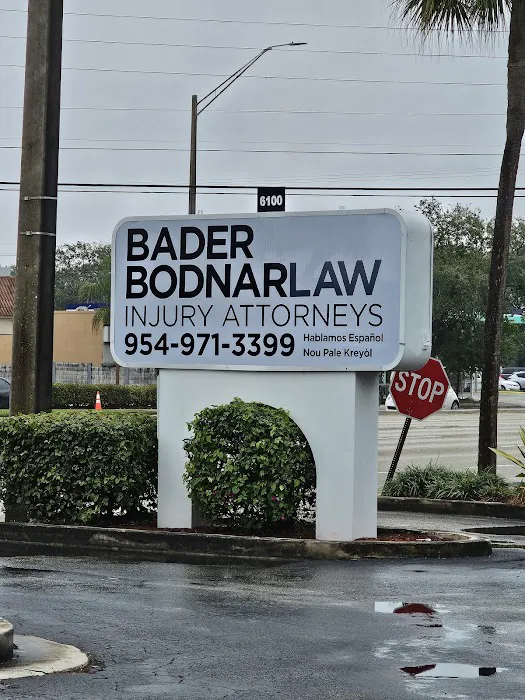 6100
BADER
BODNARLAW
INJURY ATTORNEYS
954-971-3399
Hablamos Español
Nou Pale Kreyòl
STOP